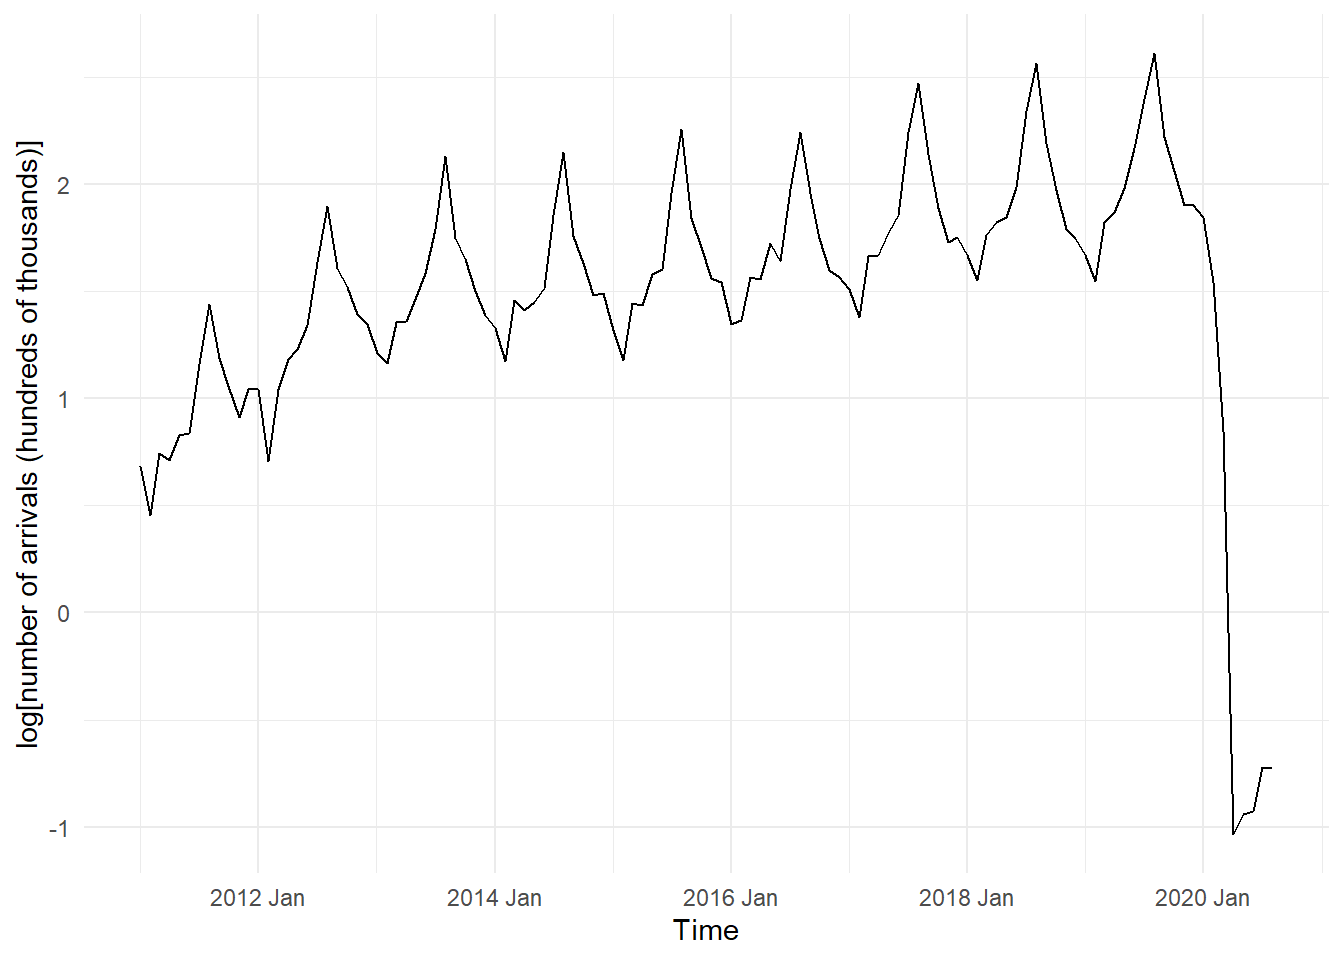 log[number of arrivals (hundreds of thousands)]
2
1
0
-1
2012 Jan
2014 Jan
2016 Jan
2018 Jan
2020 Jan
Time